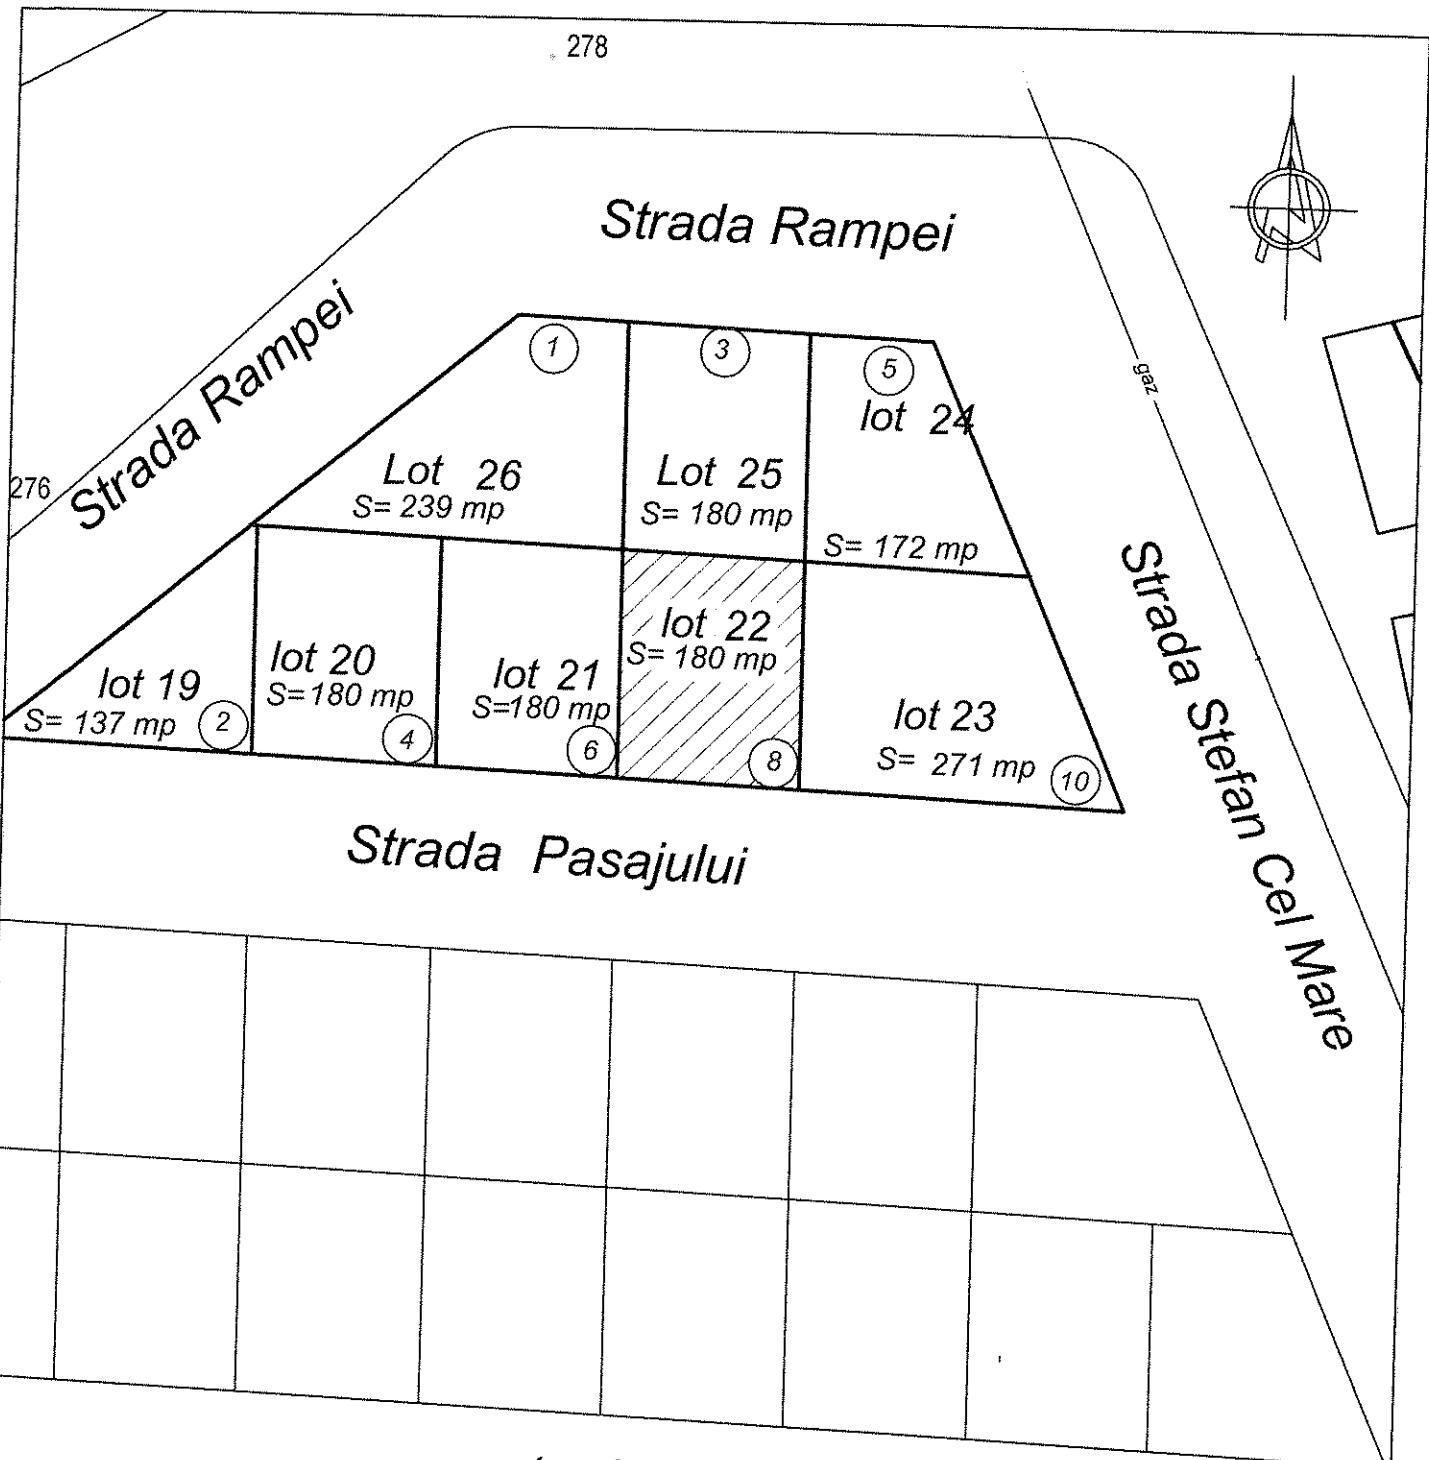 278
Strada Rampei
Strada Rampei
276
1
3
5
lot 24
gaz
Lot 26
S= 239 mp
Lot 25
S= 180 mp
S= 172 mp
lot 19
S= 137 mp
2
lot 20
S=180 mp
4
lot 21
S=180 mp
6
lot 22
S= 180 mp
8
lot 23
S= 271 mp
10
Strada Stefan Cel Mare
Strada Pasajului